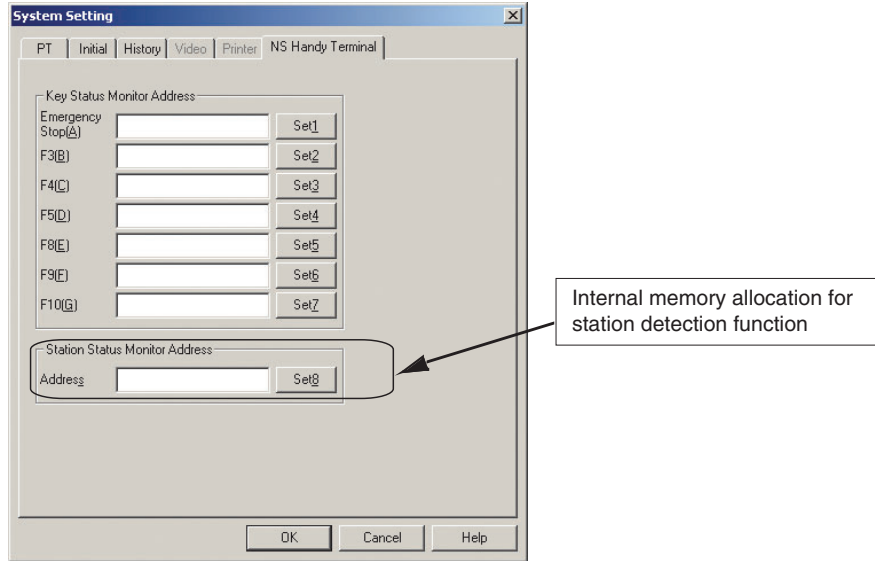 System Setting
PT Initial History Video Printer NS Handy Terminal
Key Status Monitor Address
Emergency
Stop(A) Set1
F3(B) Set2
F4(C) Set3
F5(D) Set4
F8(E) Set5
F9(F) Set6
F10(G) Set7
Station Status Monitor Address
Address Set8
Internal memory allocation for
station detection function
OK Cancel Help